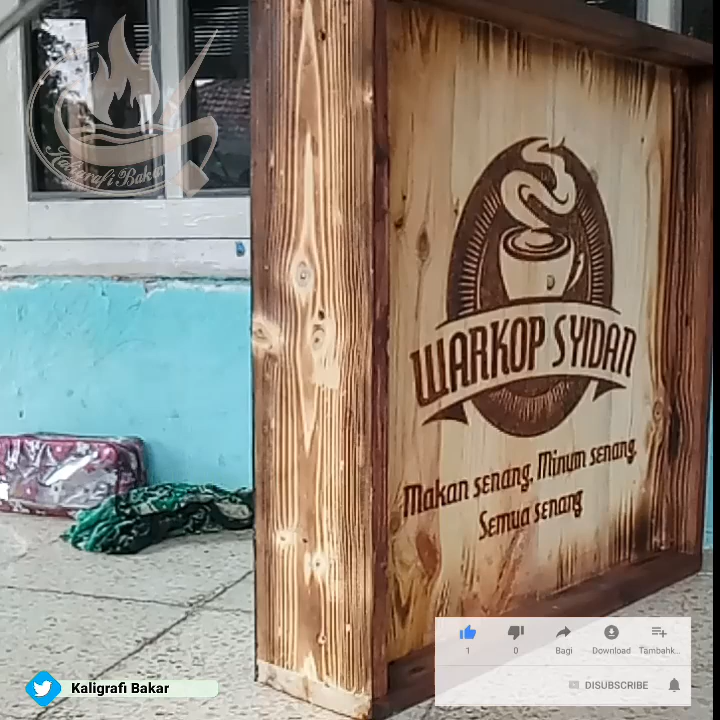 Kaligrafi Bakar
WARKOP SYIDAN
Makan senang, Minum senang,
Semua senang
1 0 Bagi Download Tambahk...
DISUBSCRIBE
Kaligrafi Bakar